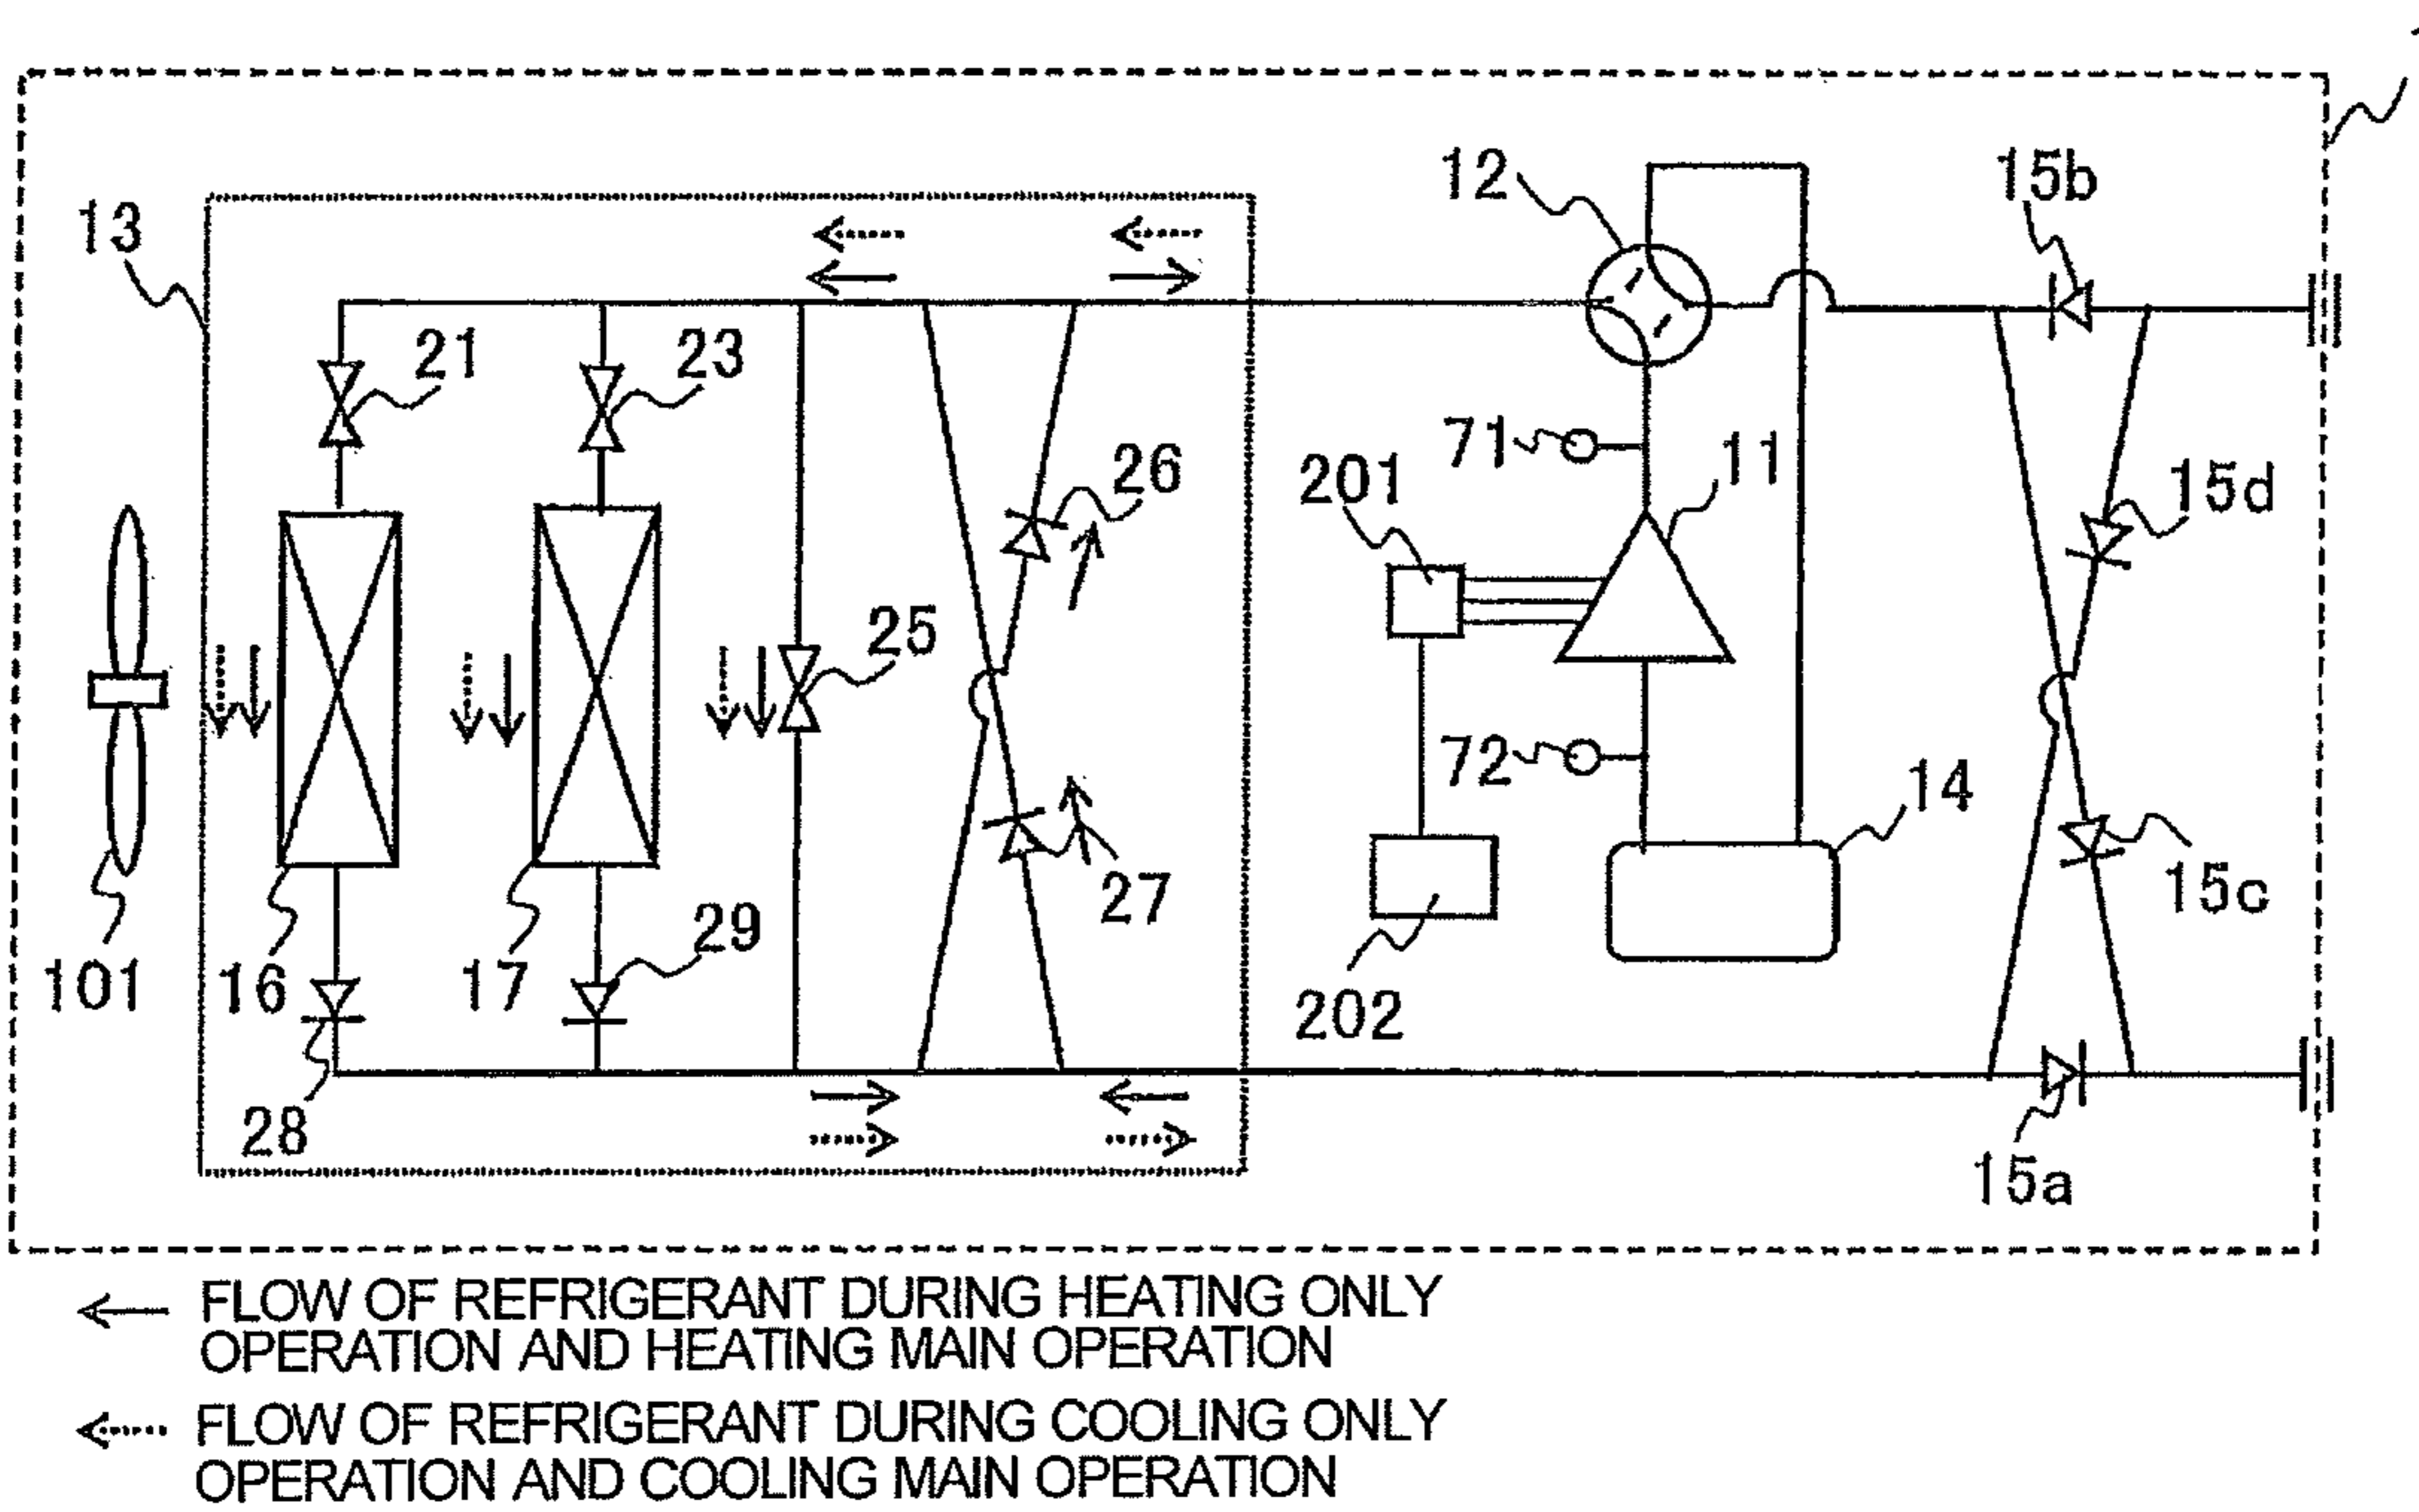 12
15b
13
21
23
71
11
26
201
15d
25
72
14
27
15c
29
101
16
17
202
28
15a
FLOW OF REFRIGERANT DURING HEATING ONLY
OPERATION AND HEATING MAIN OPERATION
FLOW OF REFRIGERANT DURING COOLING ONLY
OPERATION AND COOLING MAIN OPERATION